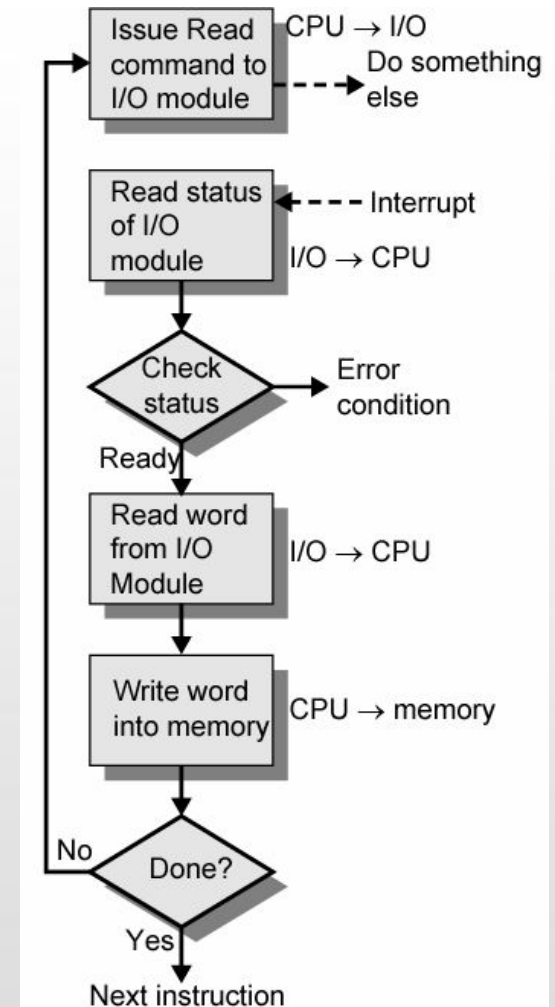 Issue Read
command to
I/O module
CPU → I/O
Do something
else
Read status
of I/O
module
Interrupt
I/O → CPU
Check
status
Error
condition
Ready
Read word
from I/O
Module
I/O → CPU
Write word
into memory
CPU → memory
No
Done?
Yes
Next instruction